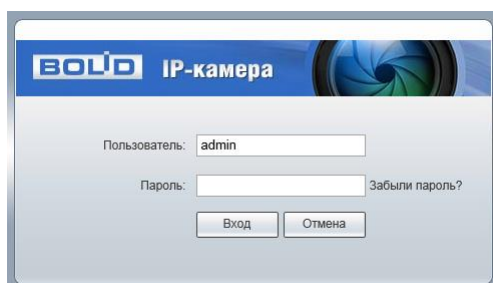 BOLID IP-камера
Пользователь: admin
Пароль: Забыли пароль?
Вход Отмена